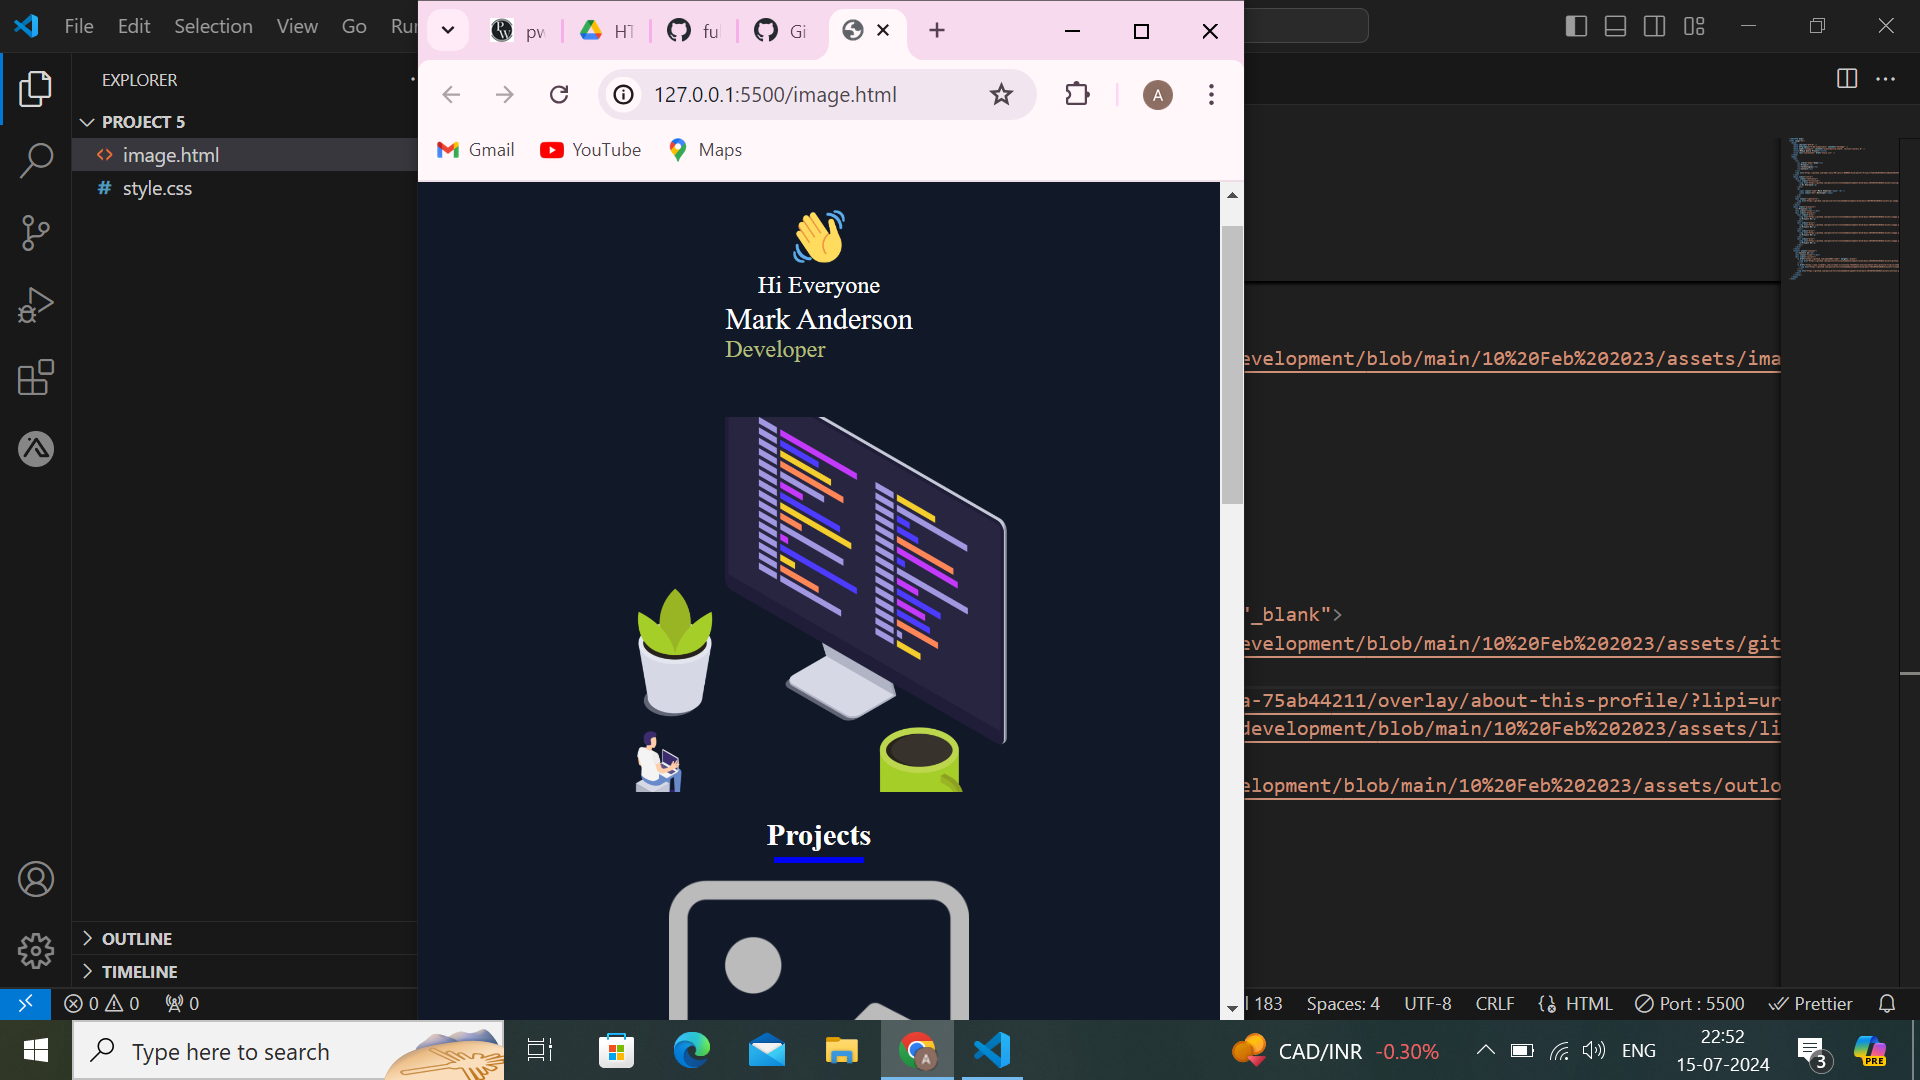 File Edit Selection View Go Run
EXPLORER
PROJECT 5
image.html
style.css
OUTLINE
TIMELINE
pw
HT
ful
Gi
127.0.0.1:5500/image.html
A
Gmail
YouTube
Maps
Hi Everyone
Mark Anderson
Developer
Projects
evelopment/blob/main/10%20Feb%202023/assets/ima
"_blank">
evelopment/blob/main/10%20Feb%202023/assets/git
a-75ab44211/overlay/about-this-profile/?lipi=ur
development/blob/main/10%20Feb%202023/assets/li
elopment/blob/main/10%20Feb%202023/assets/outlo
0 0 0
183 Spaces: 4 UTF-8 CRLF HTML Port : 5500 Prettier
Type here to search
A
CAD/INR -0.30%
ENG
22:52
15-07-2024
3
PRE